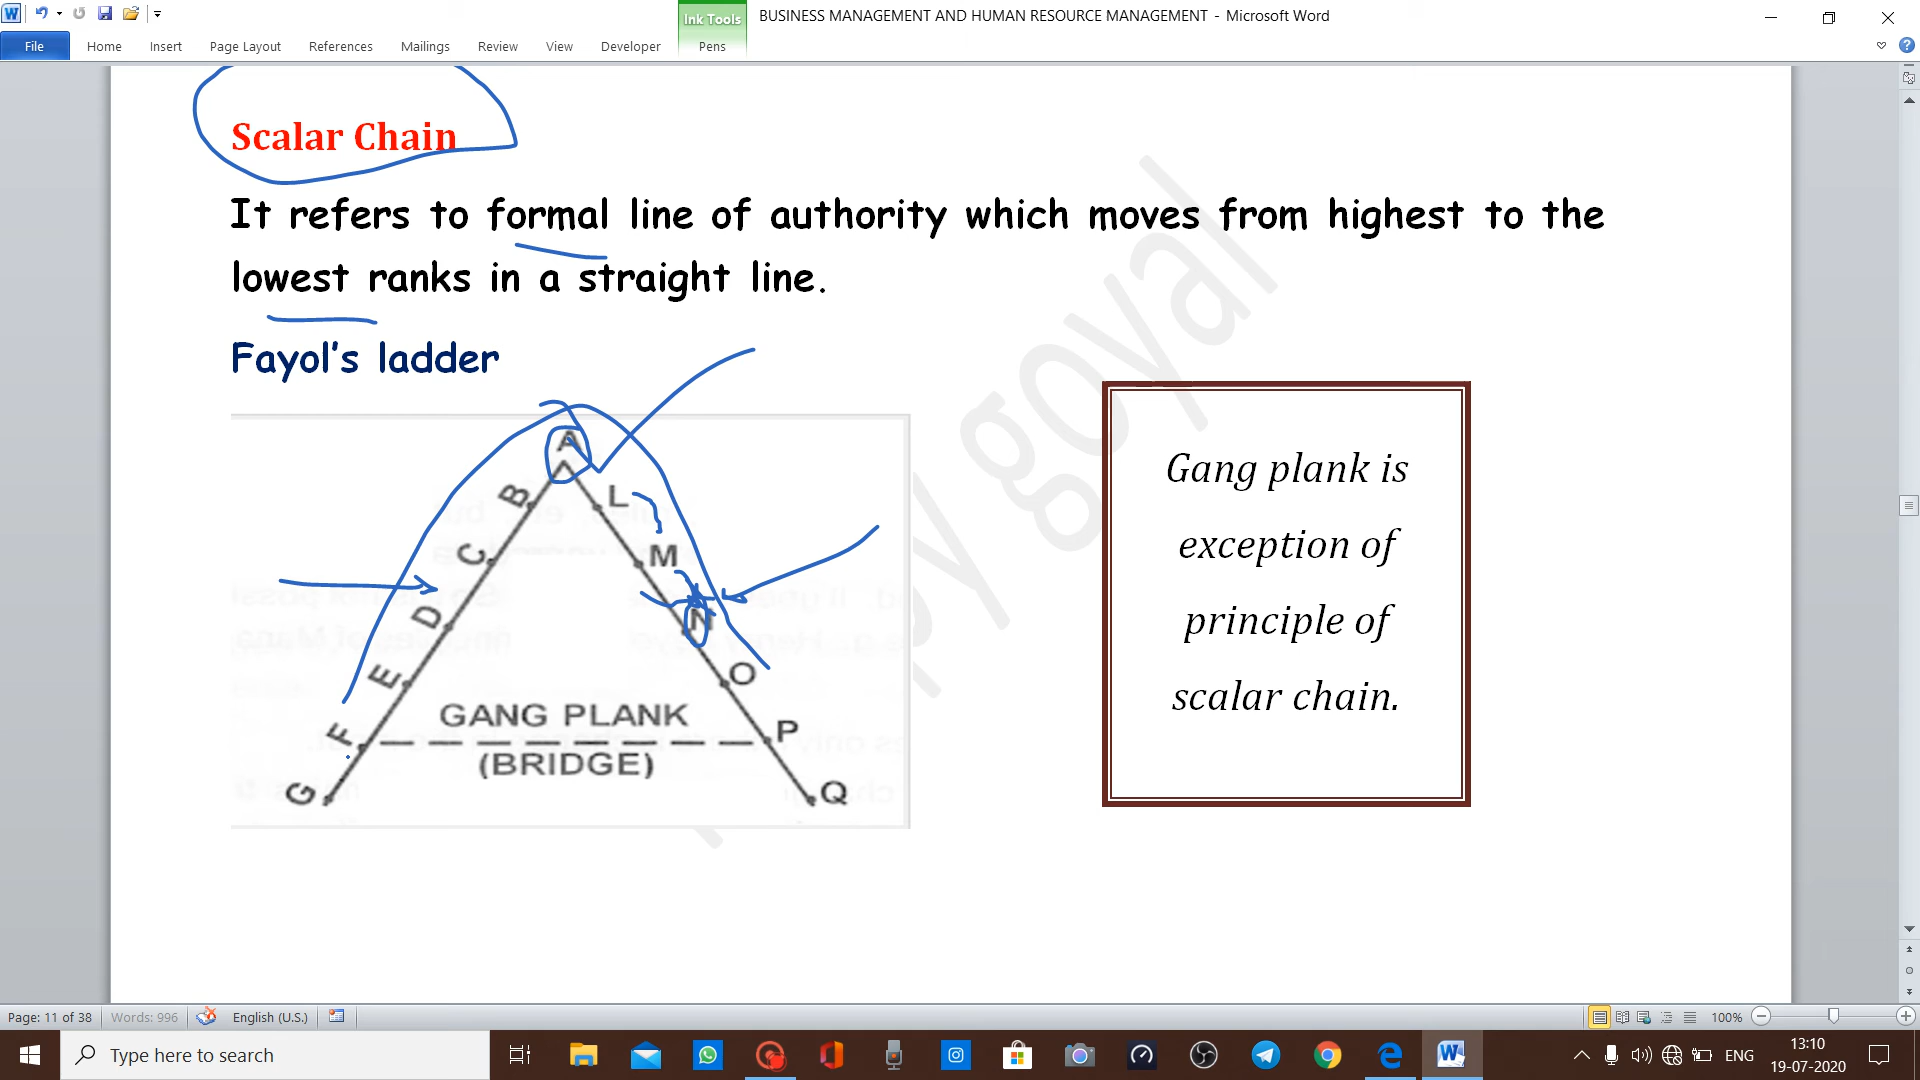 BUSINESS MANAGEMENT AND HUMAN RESOURCE MANAGEMENT - Microsoft Word
Ink Tools
File Home Insert Page Layout References Mailings Review View Developer Pens
Scalar Chain
It refers to formal line of authority which moves from highest to the
lowest ranks in a straight line.
Fayol's ladder
A
B L
C M
D N
E O
F GANG PLANK P
(BRIDGE)
G Q
Gang plank is
exception of
principle of
scalar chain.
goyal
Page: 11 of 38 Words: 996 English (U.S.) 100%
Type here to search
ENG
13:10
19-07-2020